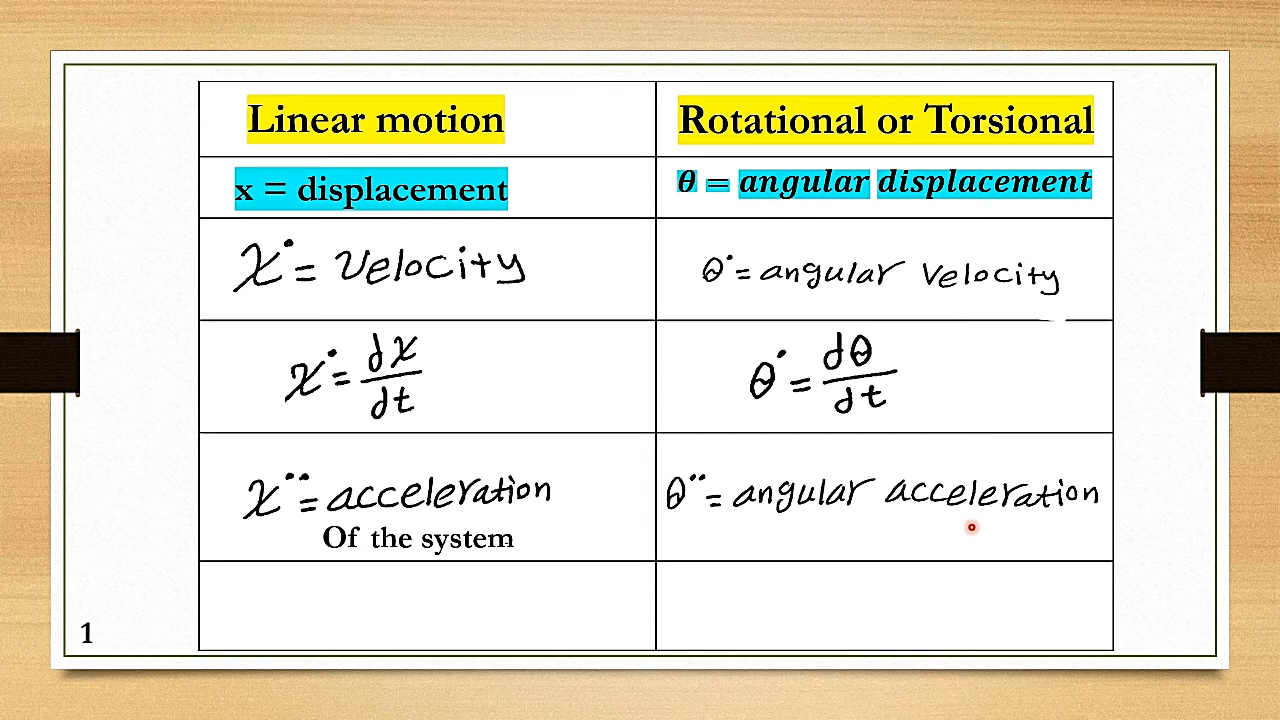 Linear motion
Rotational or Torsional
x = displacement
θ = angular displacement
ẋ = velocity
θ̇ = angular velocity
ẋ = dx/dt
θ̇ = dθ/dt
ẍ = acceleration
Of the system
θ̈ = angular acceleration
1